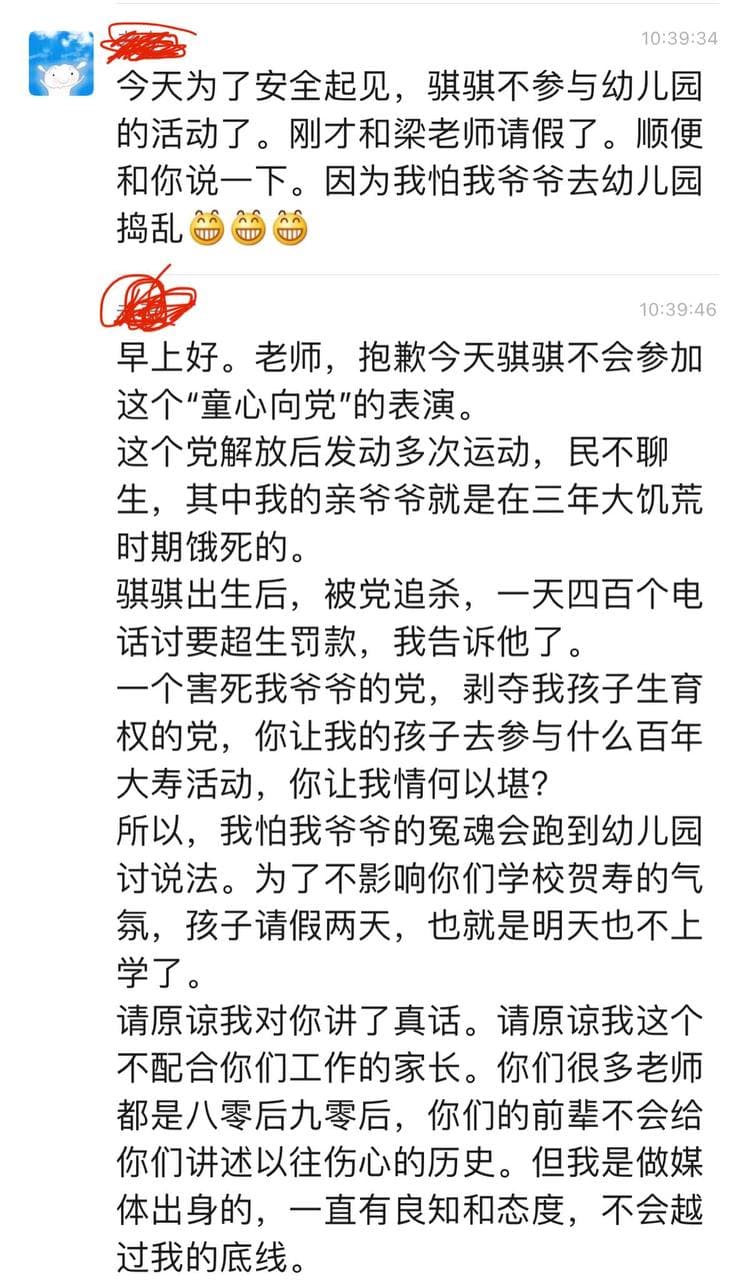 10:39:34
今天为了安全起见，骐骐不参与幼儿园
的活动了。刚才和梁老师请假了。顺便
和你说一下。因为我怕我爷爷去幼儿园
捣乱😁😁😁
10:39:46
早上好。老师，抱歉今天骐骐不会参加
这个“童心向党”的表演。
这个党解放后发动多次运动，民不聊
生，其中我的亲爷爷就是在三年大饥荒
时期饿死的。
骐骐出生后，被党追杀，一天四百个电
话讨要超生罚款，我告诉他了。
一个害死我爷爷的党，剥夺我孩子生育
权的党，你让我的孩子去参与什么百年
大寿活动，你让我情何以堪？
所以，我怕我爷爷的冤魂会跑到幼儿园
讨说法。为了不影响你们学校贺寿的气
氛，孩子请假两天，也就是明天也不上
学了。
请原谅我对你讲了真话。请原谅我这个
不配合你们工作的家长。你们很多老师
都是八零后九零后，你们的前辈不会给
你们讲述以往伤心的历史。但我是做媒
体出身的，一直有良知和态度，不会越
过我的底线。